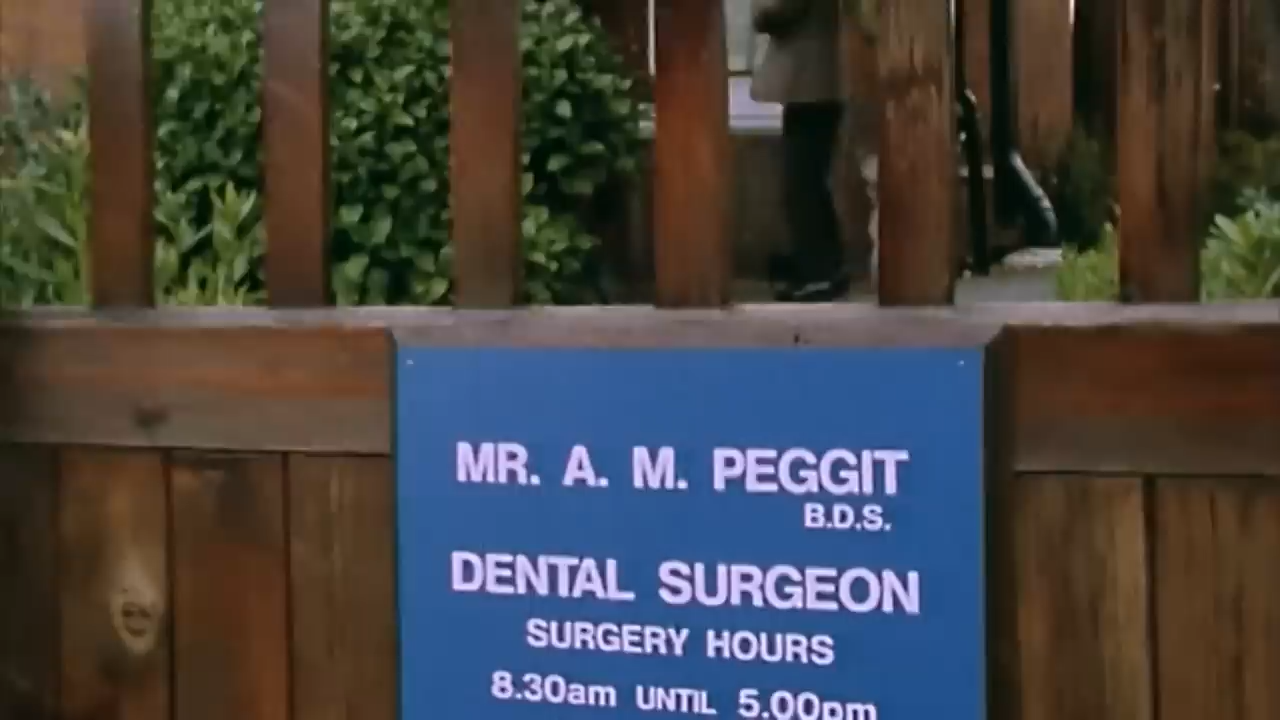 MR. A. M. PEGGIT
B.D.S.
DENTAL SURGEON
SURGERY HOURS
8.30am UNTIL 5.00pm